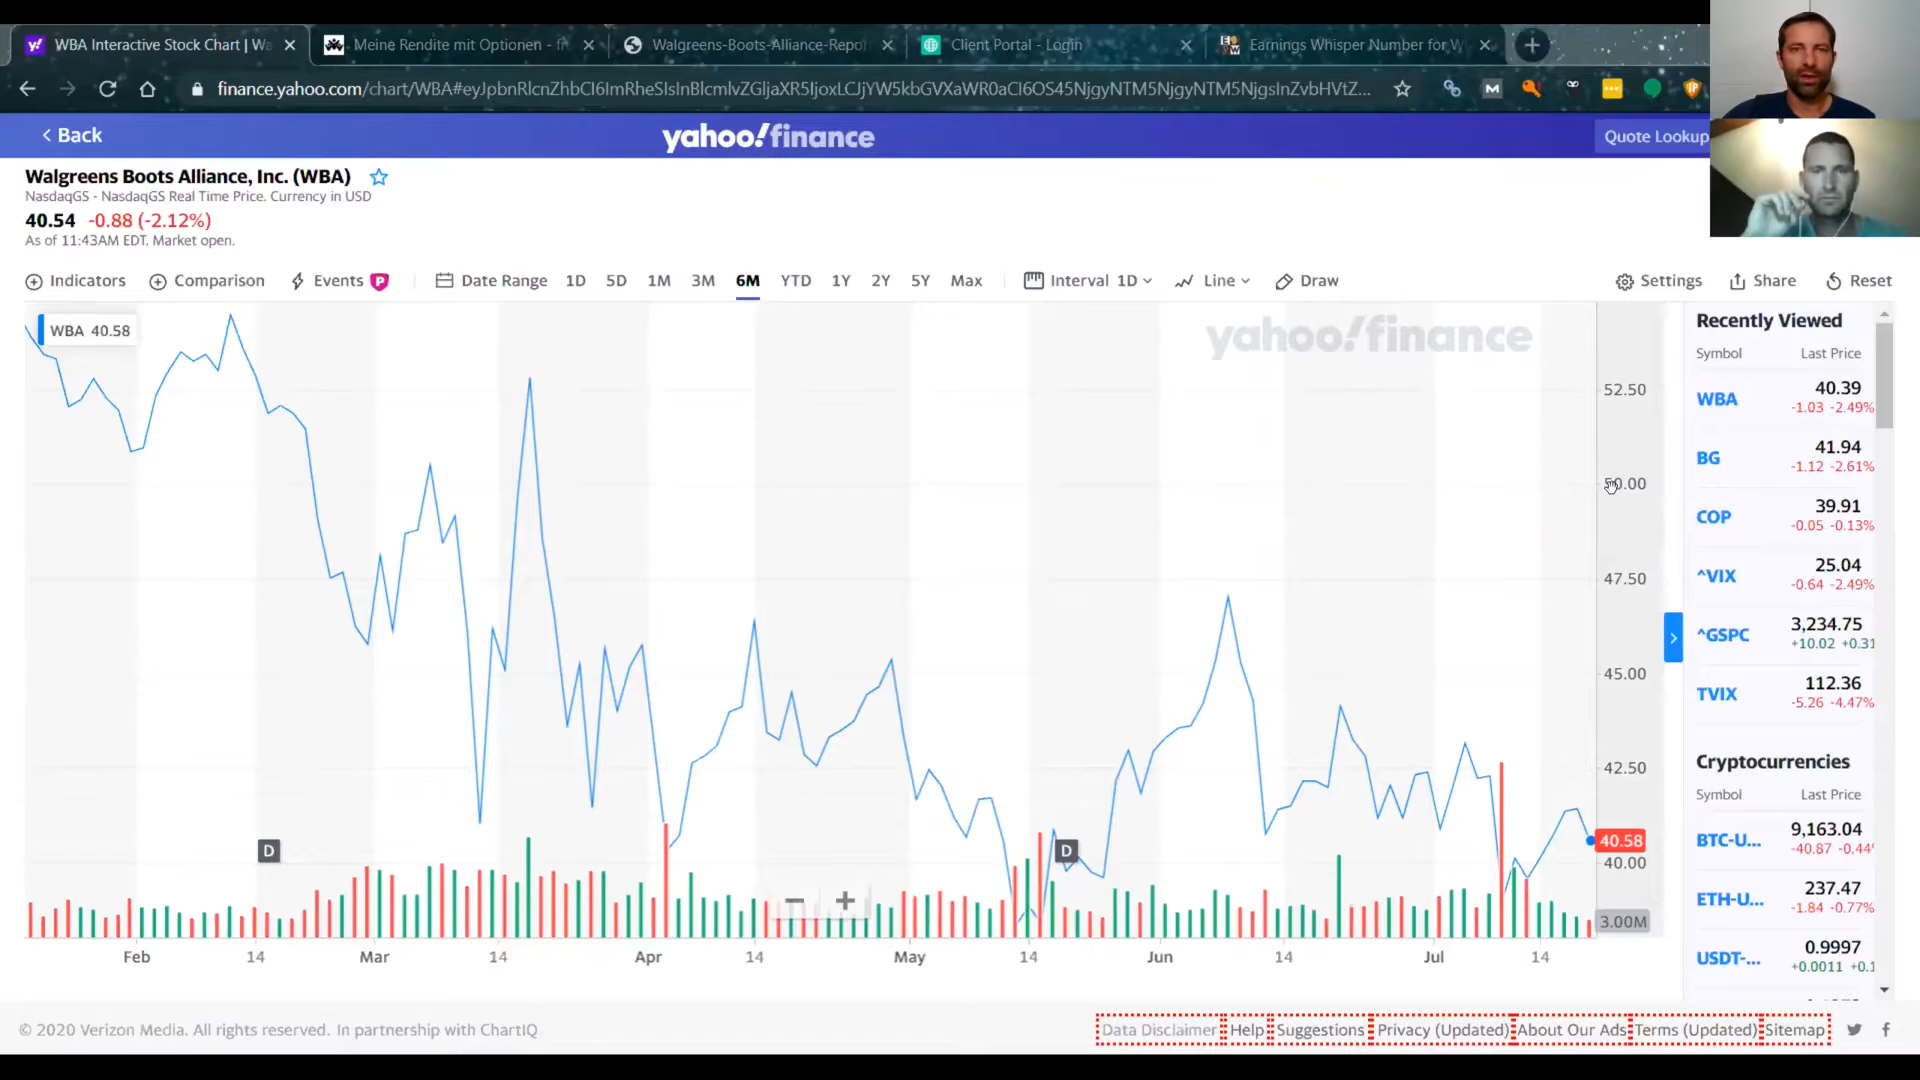 WBA Interactive Stock Chart | Wa
Meine Rendite mit Optionen - fr
Walgreens-Boots-Alliance-Repor
Client Portal - Login
Earnings Whisper Number for W
Back
yahoo!finance
Quote Lookup
Walgreens Boots Alliance, Inc. (WBA)
NasdaqGS - NasdaqGS Real Time Price. Currency in USD
40.54 -0.88 (-2.12%)
As of 11:43AM EDT. Market open.
Indicators Comparison Events P Date Range 1D 5D 1M 3M 6M YTD 1Y 2Y 5Y Max Interval 1D Line Draw Settings Share Reset
WBA 40.58
yahoo!finance
52.50
50.00
47.50
45.00
42.50
40.58
40.00
3.00M
D
D
Feb 14 Mar 14 Apr 14 May 14 Jun 14 Jul 14
Recently Viewed
Symbol Last Price
WBA 40.39
-1.03 -2.49%
BG 41.94
-1.12 -2.61%
COP 39.91
-0.05 -0.13%
^VIX 25.04
-0.64 -2.49%
^GSPC 3,234.75
+10.02 +0.31
TVIX 112.36
-5.26 -4.47%
Cryptocurrencies
Symbol Last Price
BTC-U... 9,163.04
-40.87 -0.44
ETH-U... 237.47
-1.84 -0.77%
USDT-... 0.9997
+0.0011 +0.1
© 2020 Verizon Media. All rights reserved. In partnership with ChartIQ
Data Disclaimer Help Suggestions Privacy (Updated) About Our Ads Terms (Updated) Sitemap